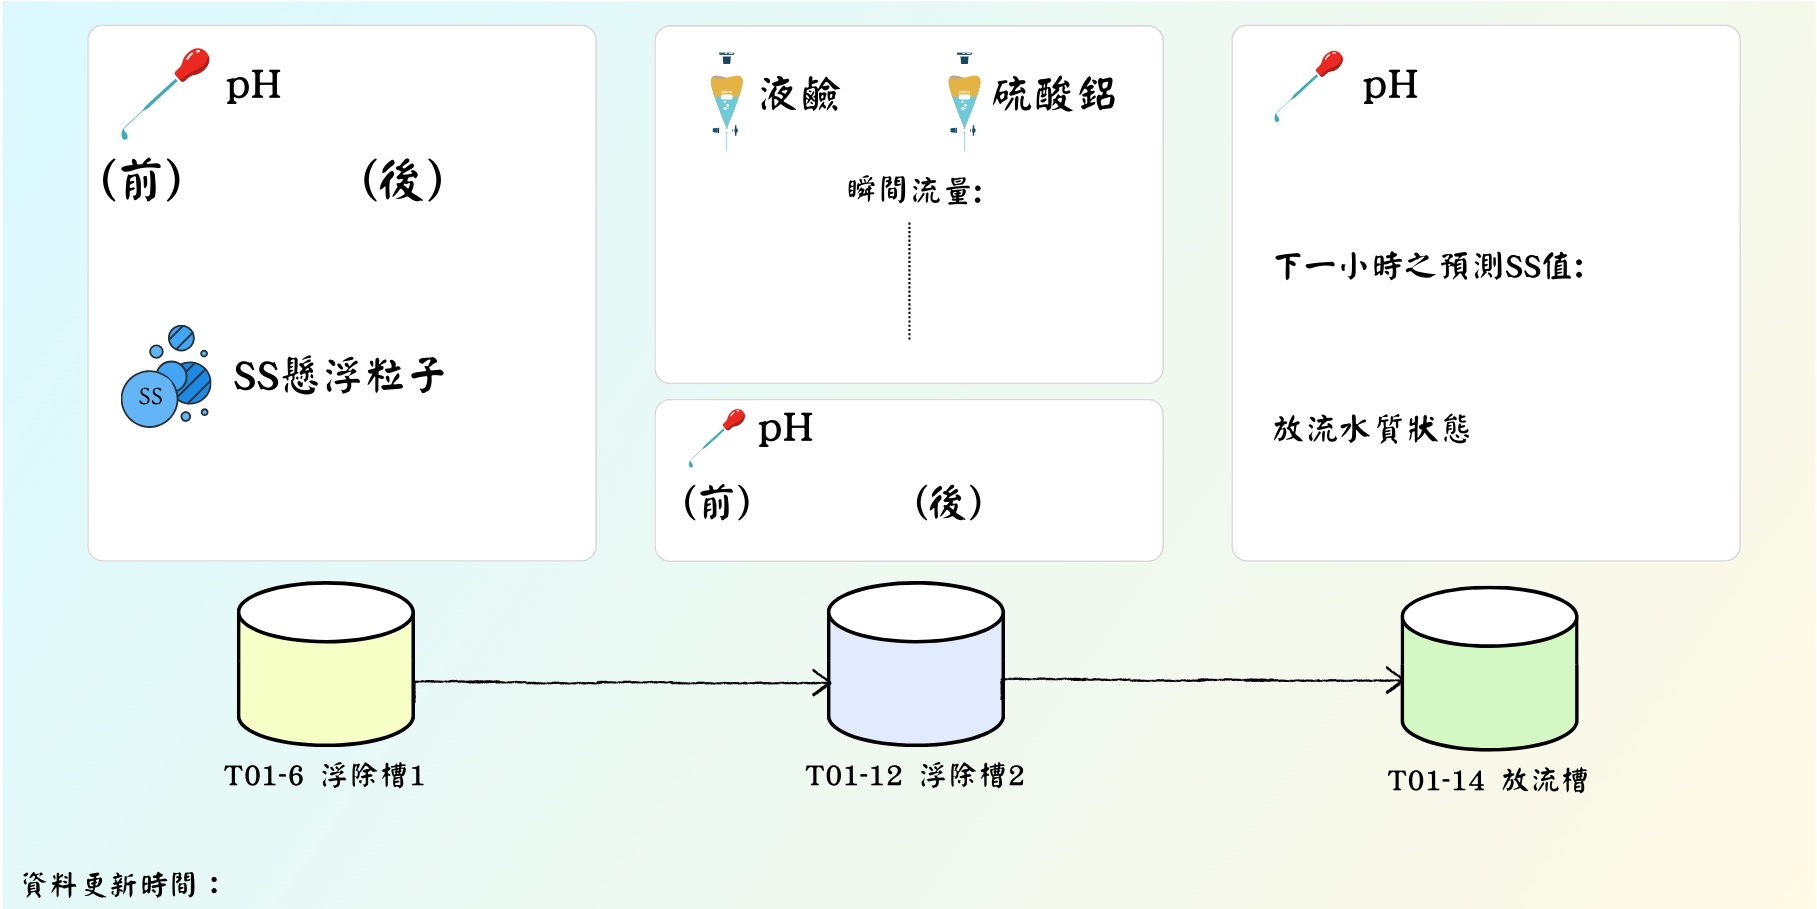 pH
(前)
(後)
SS
SS懸浮粒子
液鹼
硫酸鋁
瞬間流量:
pH
(前)
(後)
pH
下一小時之預測SS值:
放流水質狀態
T01-6 浮除槽1
T01-12 浮除槽2
T01-14 放流槽
資料更新時間：